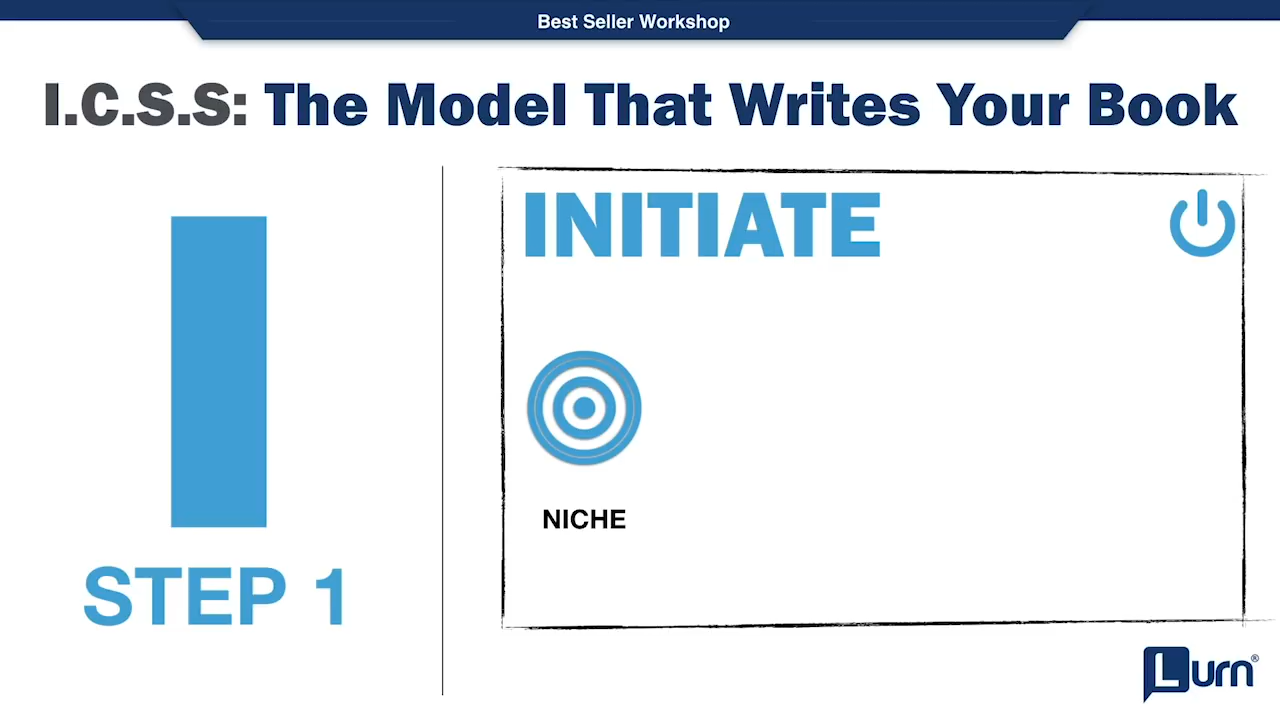 Best Seller Workshop
I.C.S.S: The Model That Writes Your Book
I
STEP 1
INITIATE
NICHE
Lurn®